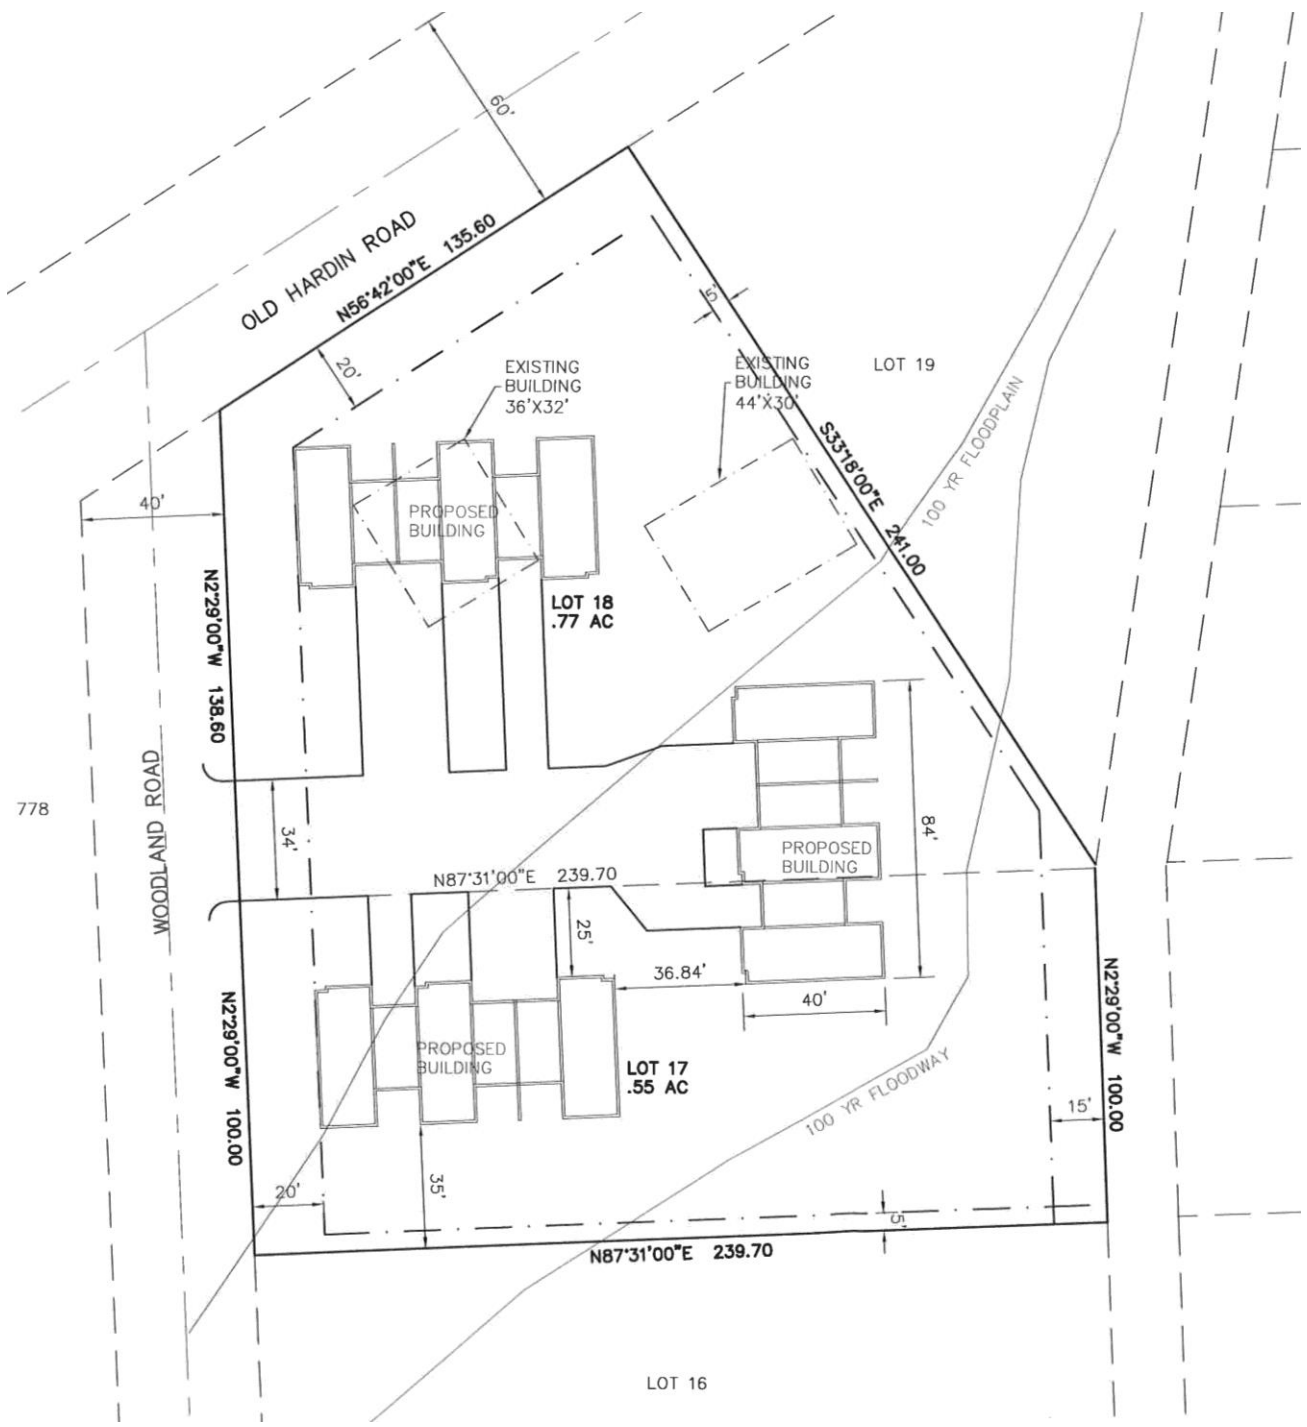 60'
OLD HARDIN ROAD
N56°42'00"E 135.60
20'
5'
EXISTING
BUILDING
36'X32'
EXISTING
BUILDING
44'X30'
LOT 19
S33°18'00"E 241.00
100 YR FLOODPLAIN
40'
PROPOSED
BUILDING
LOT 18
.77 AC
N2°29'00"W 138.60
WOODLAND ROAD
778
34'
PROPOSED
BUILDING
84'
N87°31'00"E 239.70
25'
36.84'
40'
N2°29'00"W 100.00
PROPOSED
BUILDING
LOT 17
.55 AC
N2°29'00"W 100.00
100 YR FLOODWAY
15'
20'
35'
5'
N87°31'00"E 239.70
LOT 16